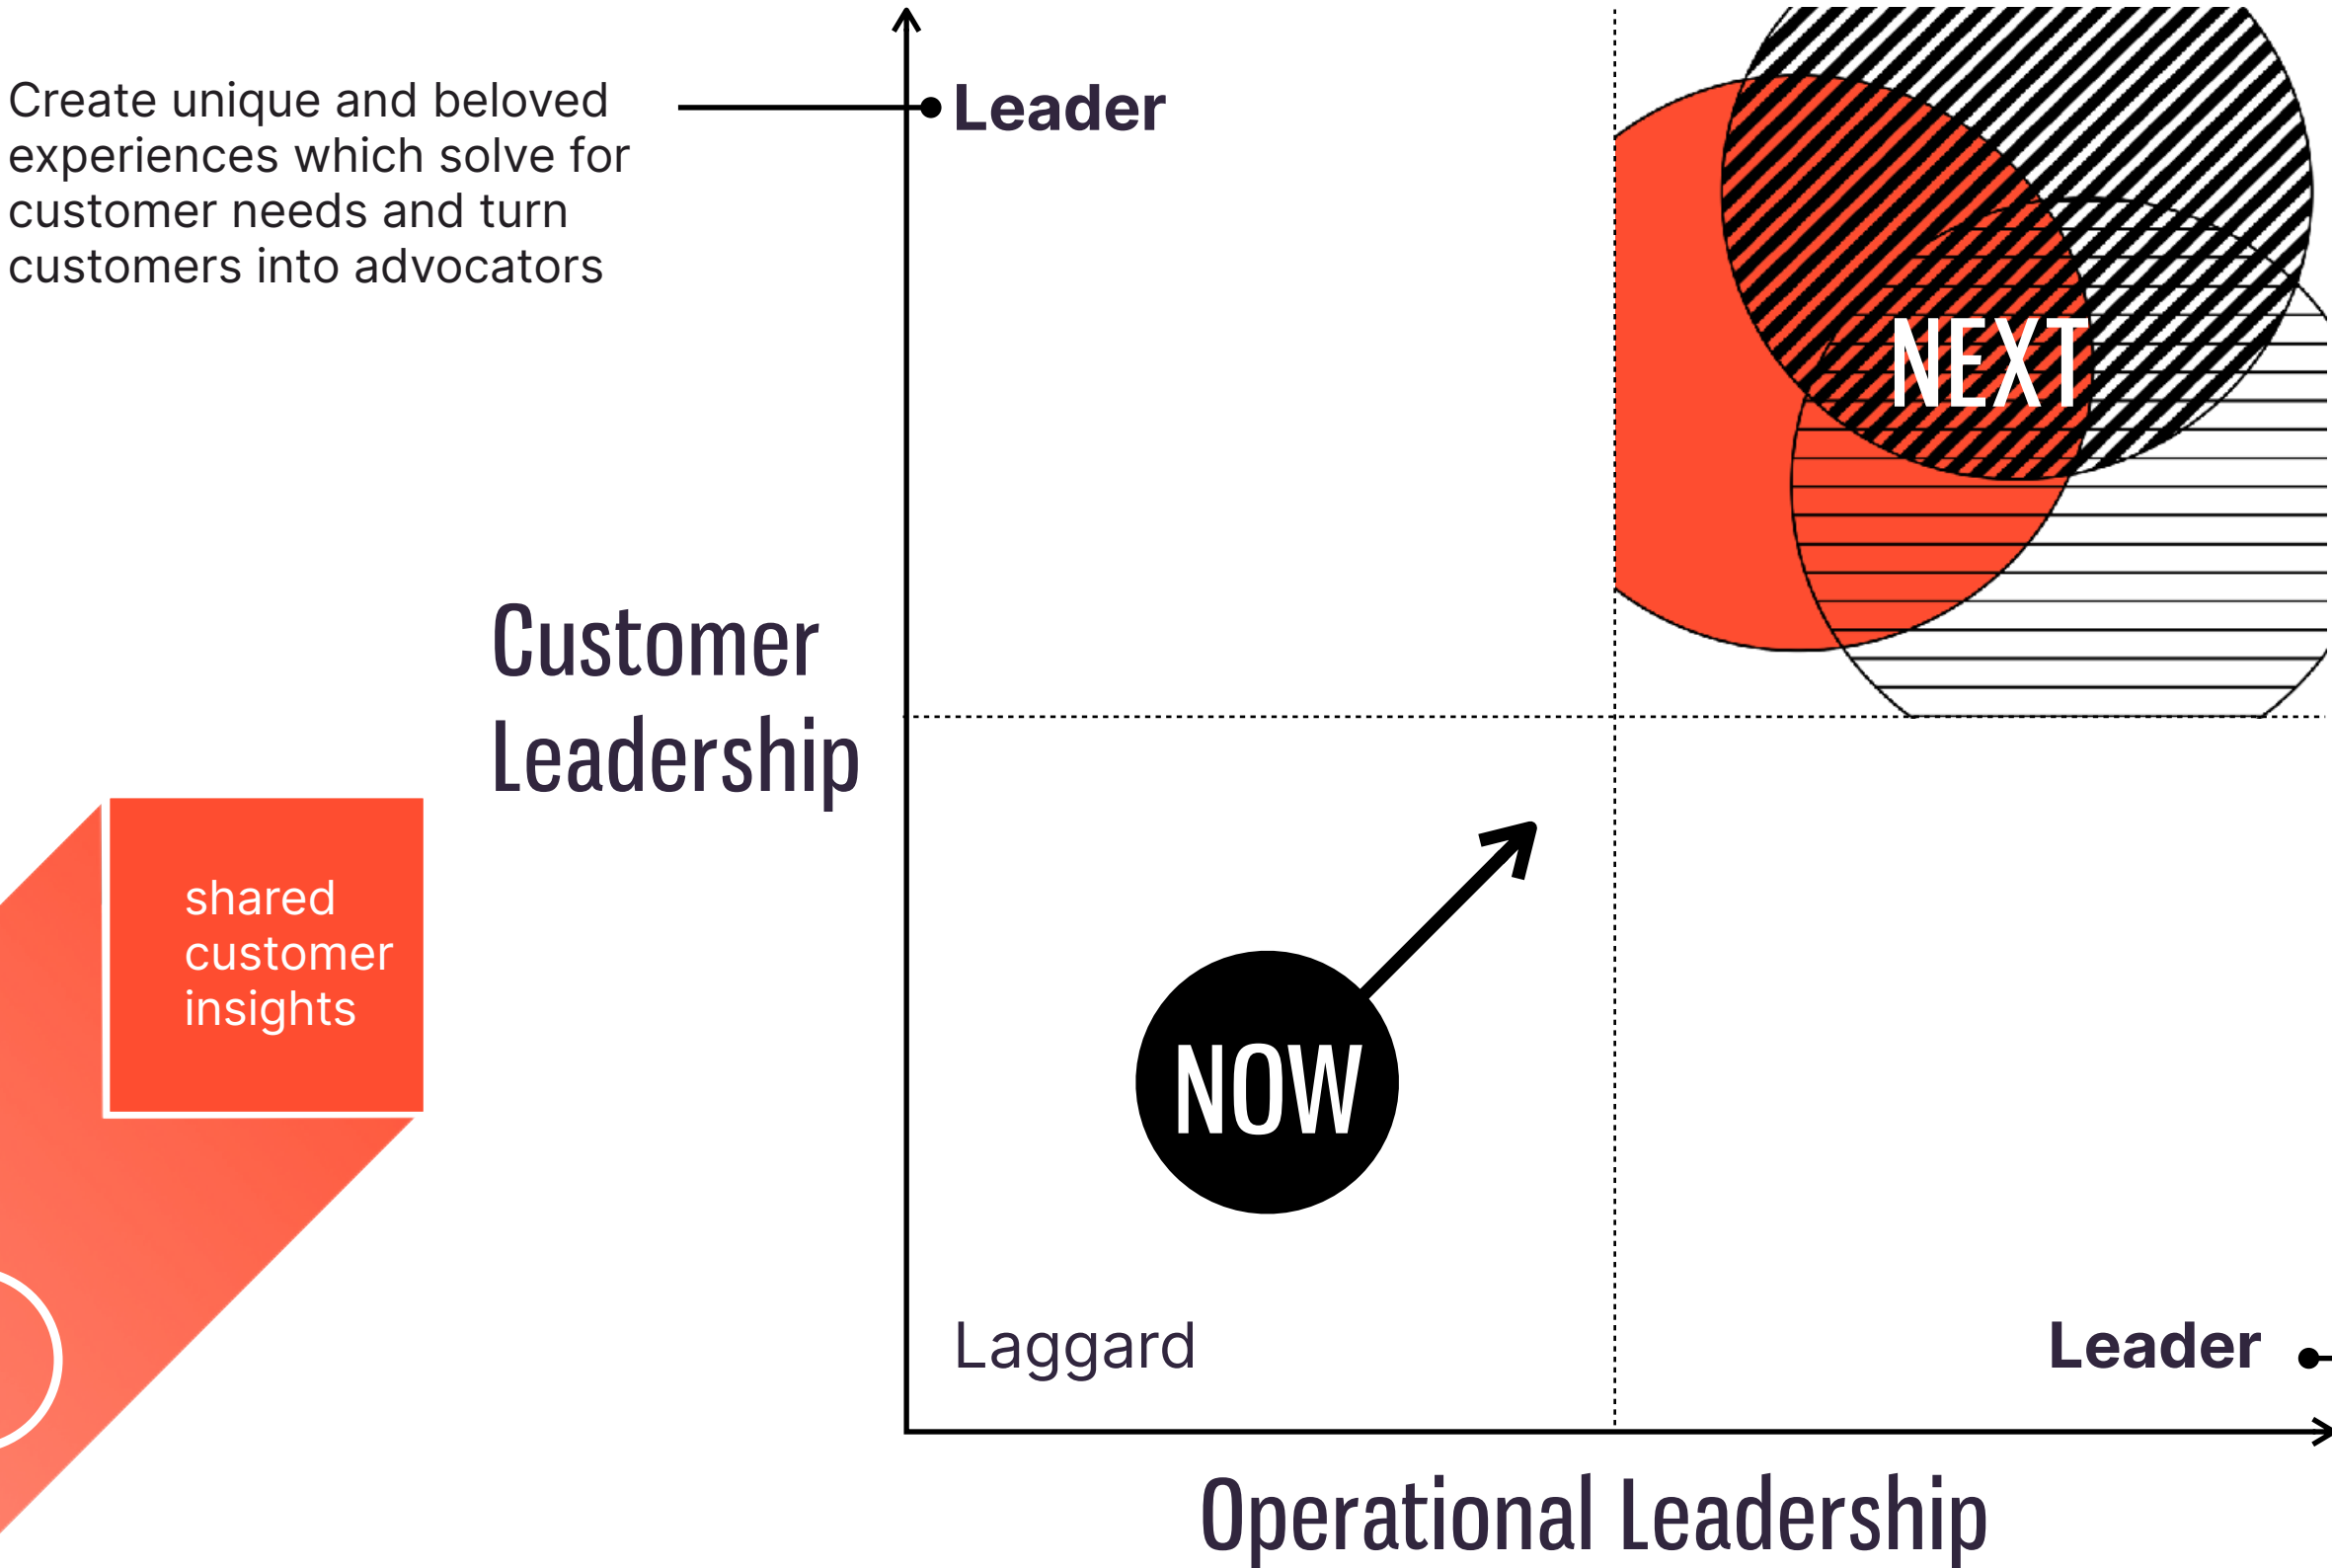 Create unique and beloved
experiences which solve for
customer needs and turn
customers into advocators
Leader
NEXT
Customer
Leadership
shared
customer
insights
NOW
Laggard
Leader
Operational Leadership